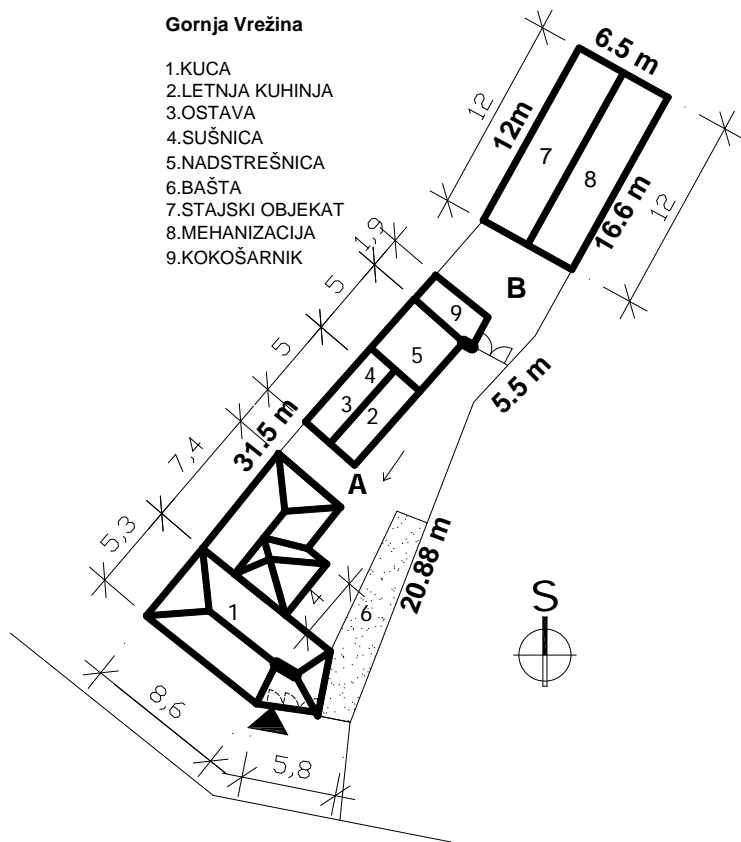 Gornja Vrežina
1.KUCA
2.LETNJA KUHINJA
3.OSTAVA
4.SUŠNICA
5.NADSTREŠNICA
6.BAŠTA
7.STAJSKI OBJEKAT
8.MEHANIZACIJA
9.KOKOŠARNIK
6.5 m
12
12m
7
8
16.6 m
12
1,9
5
5
B
9
5
4
3
2
5.5 m
31.5 m
7,4
A
5,3
20.88 m
4
6
1
S
8,6
5,8